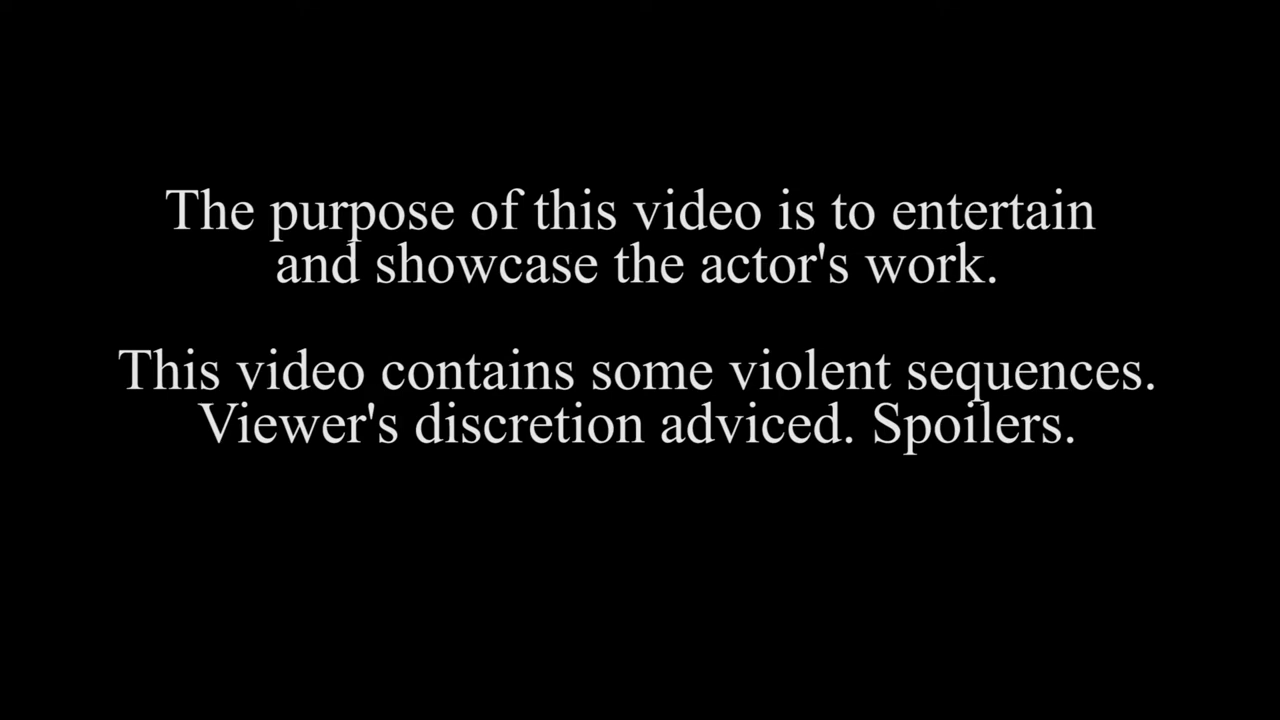 The purpose of this video is to entertain
and showcase the actor's work.
This video contains some violent sequences.
Viewer's discretion adviced. Spoilers.